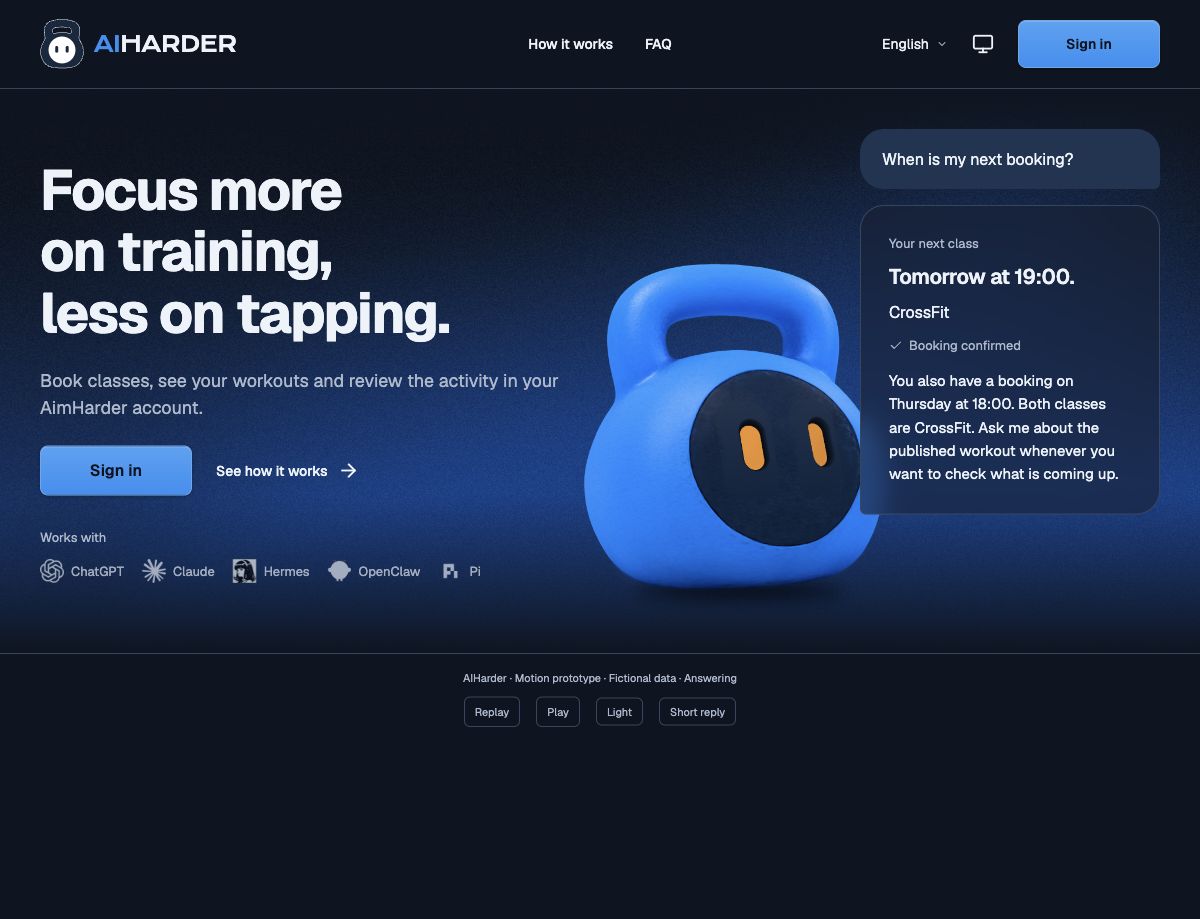 AIHARDER
How it works
FAQ
English
Sign in
Focus more
on training,
less on tapping.
Book classes, see your workouts and review the activity in your
AimHarder account.
Sign in
See how it works
Works with
ChatGPT
Claude
Hermes
OpenClaw
Pi
When is my next booking?
Your next class
Tomorrow at 19:00.
CrossFit
Booking confirmed
You also have a booking on
Thursday at 18:00. Both classes
are CrossFit. Ask me about the
published workout whenever you
want to check what is coming up.
AIHarder · Motion prototype · Fictional data · Answering
Replay
Play
Light
Short reply